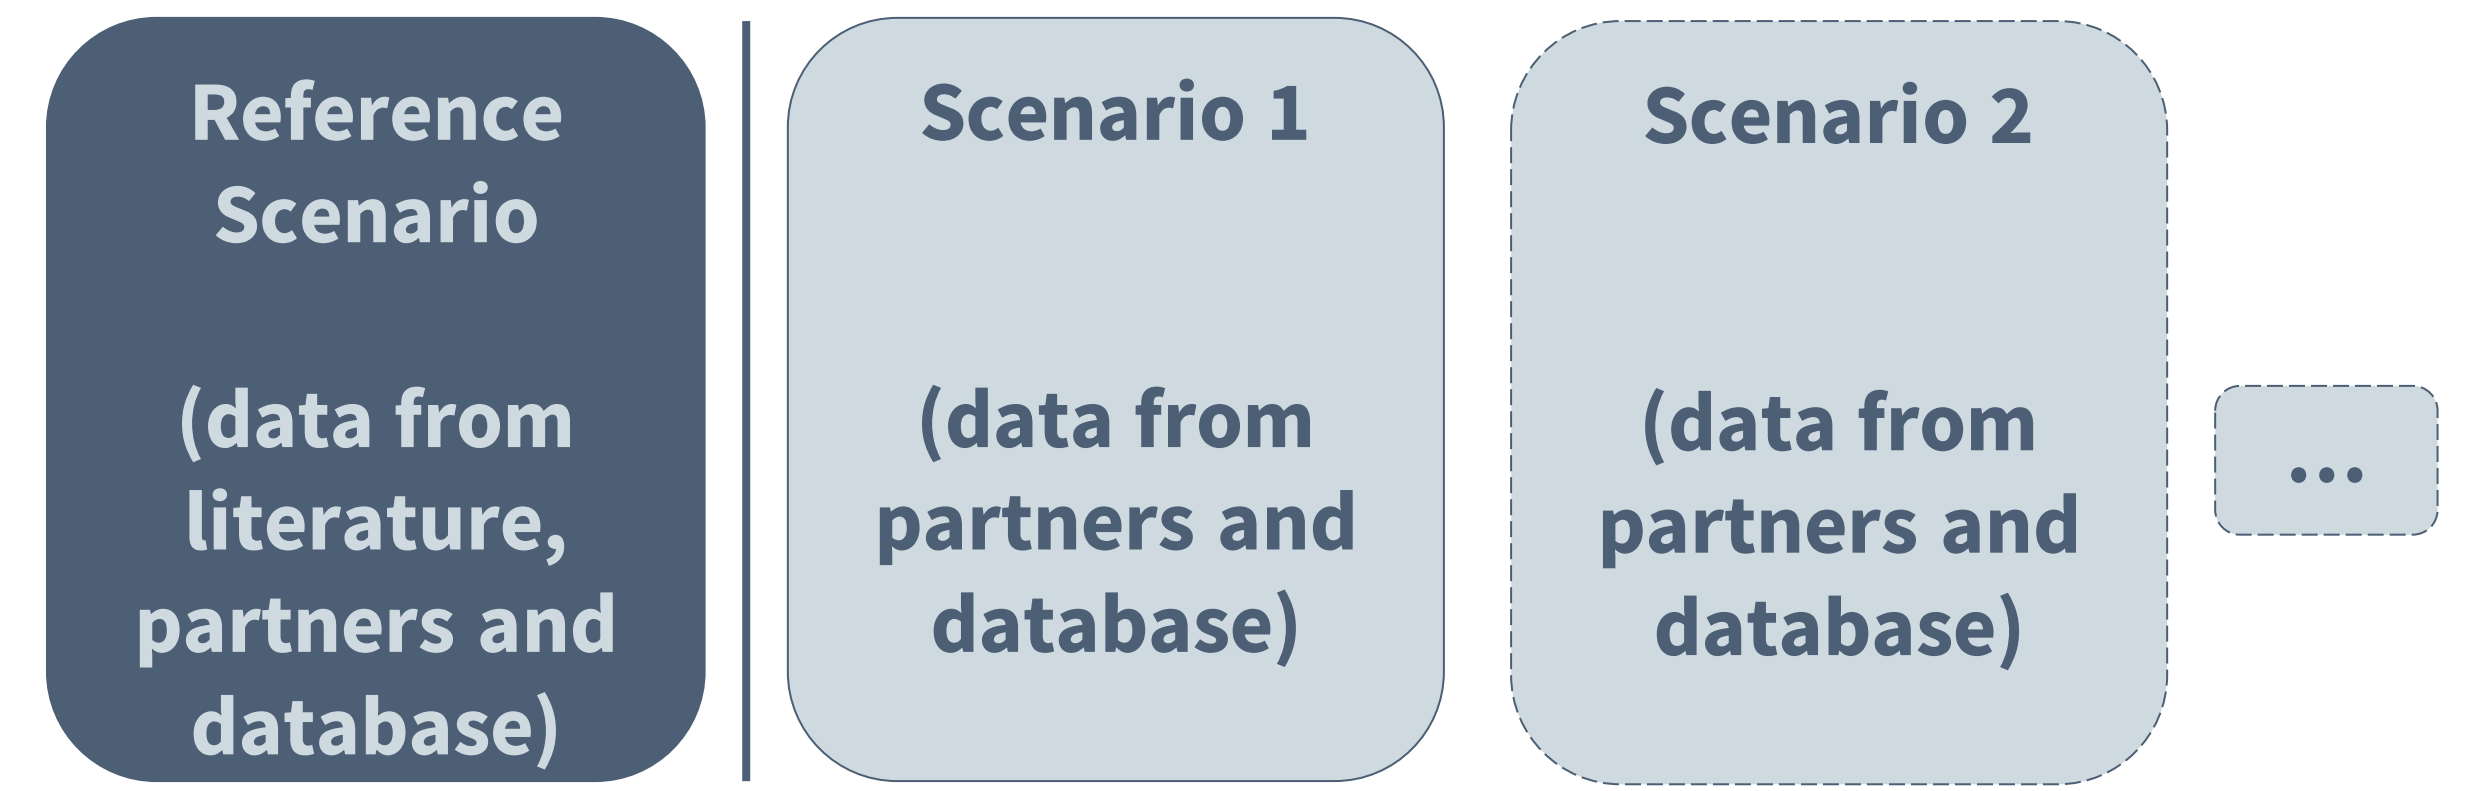 Reference
Scenario
(data from
literature,
partners and
database)
Scenario 1
(data from
partners and
database)
Scenario 2
(data from
partners and
database)
...